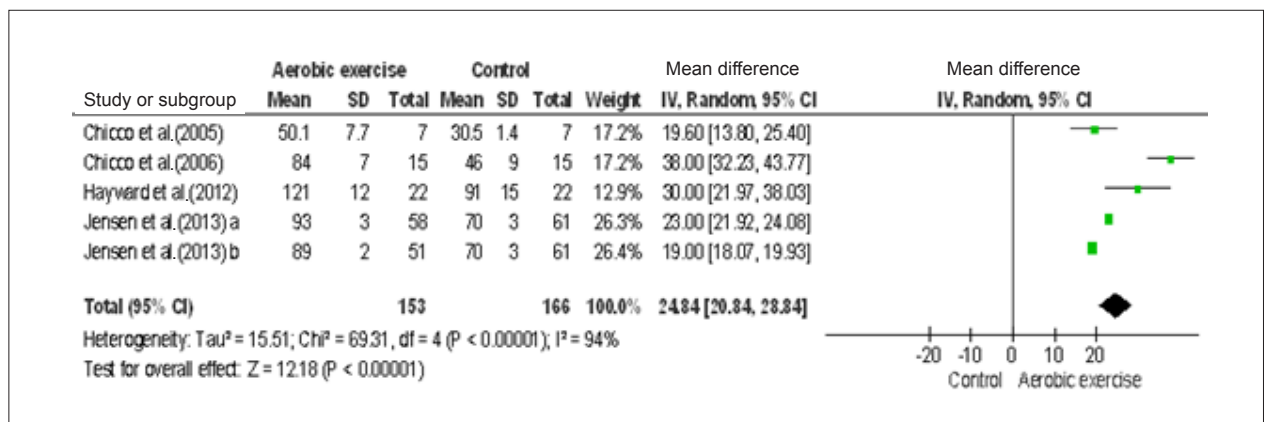 Aerobic exercise Control Mean difference Mean difference
Study or subgroup Mean SD Total Mean SD Total Weight IV, Random, 95% CI IV, Random, 95% CI
Chicco et al.(2005) 50.1 7.7 7 30.5 1.4 7 17.2% 19.60 [13.80, 25.40]
Chicco et al.(2006) 84 7 15 46 9 15 17.2% 38.00 [32.23, 43.77]
Hayward et al.(2012) 121 12 22 91 15 22 12.9% 30.00 [21.97, 38.03]
Jensen et al.(2013) a 93 3 58 70 3 61 26.3% 23.00 [21.92, 24.08]
Jensen et al.(2013) b 89 2 51 70 3 61 26.4% 19.00 [18.07, 19.93]
Total (95% CI) 153 166 100.0% 24.84 [20.84, 28.84]
Heterogeneity: Tau² = 15.51; Chi² = 69.31, df = 4 (P < 0.00001); I² = 94%
Test for overall effect: Z = 12.18 (P < 0.00001)
-20 -10 0 10 20
Control Aerobic exercise